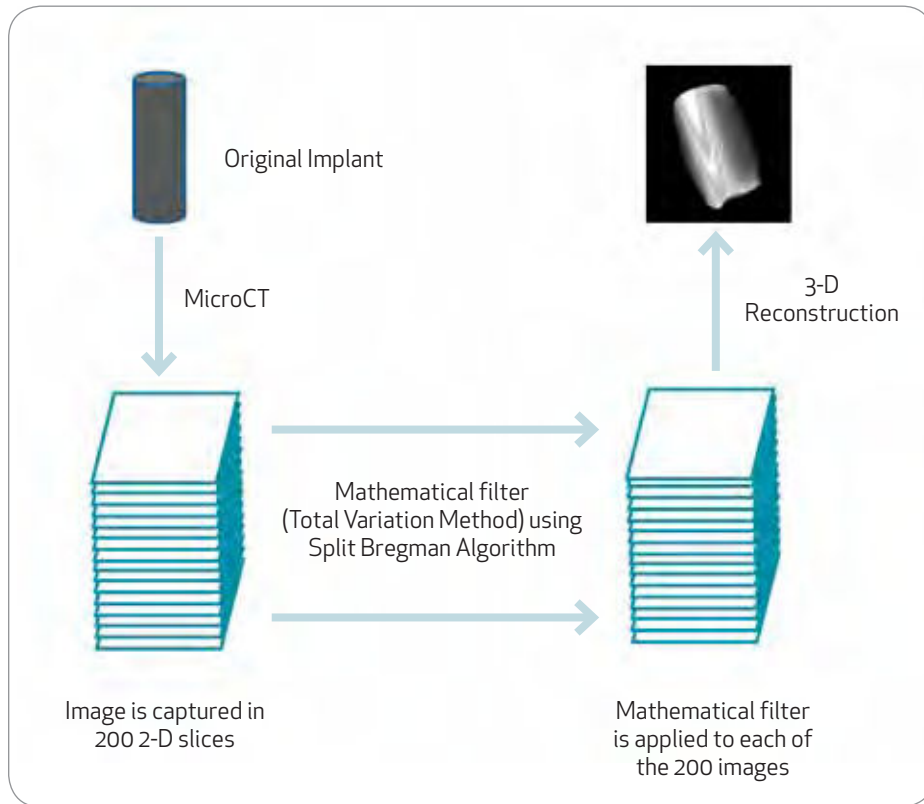 Original Implant
MicroCT
3-D
Reconstruction
Mathematical filter
(Total Variation Method) using
Split Bregman Algorithm
Image is captured in
200 2-D slices
Mathematical filter
is applied to each of
the 200 images